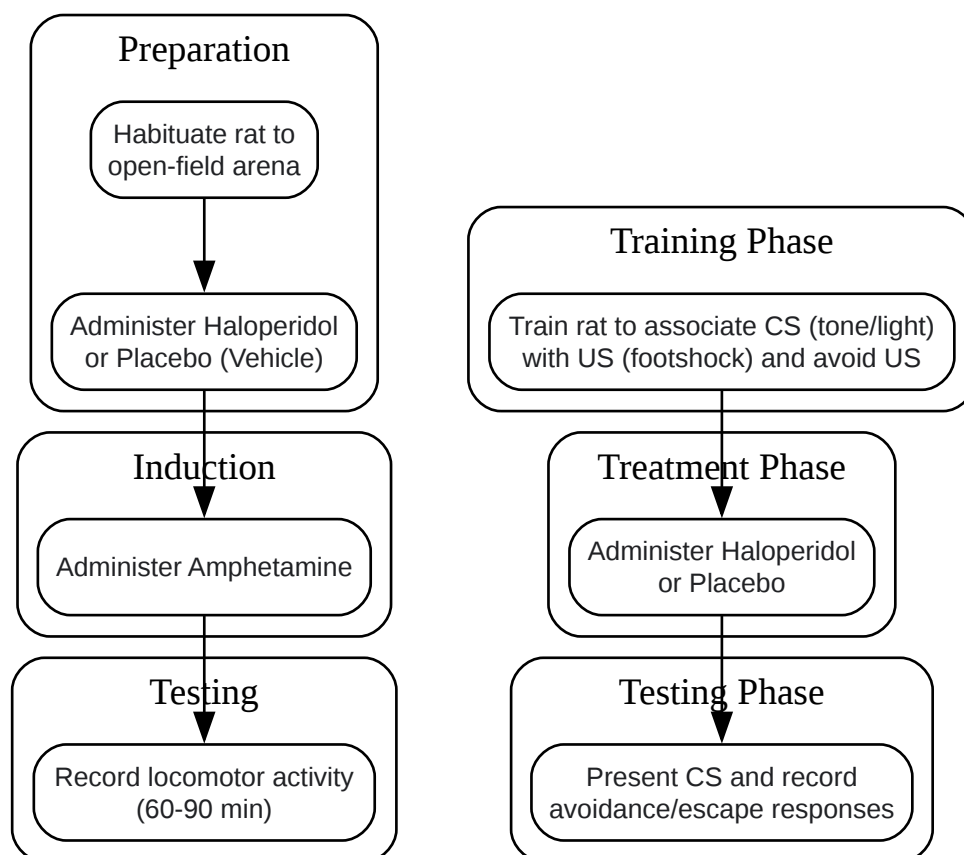 Preparation
Habituate rat to
open-field arena
Administer Haloperidol
or Placebo (Vehicle)
Induction
Administer Amphetamine
Testing
Record locomotor activity
(60-90 min)
Training Phase
Train rat to associate CS (tone/light)
with US (footshock) and avoid US
Treatment Phase
Administer Haloperidol
or Placebo
Testing Phase
Present CS and record
avoidance/escape responses